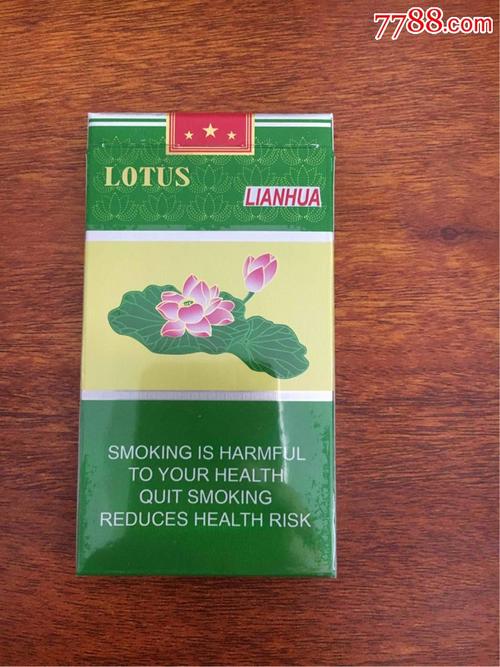 7788.com
LOTUS
LIANHUA
SMOKING IS HARMFUL
TO YOUR HEALTH
QUIT SMOKING
REDUCES HEALTH RISK